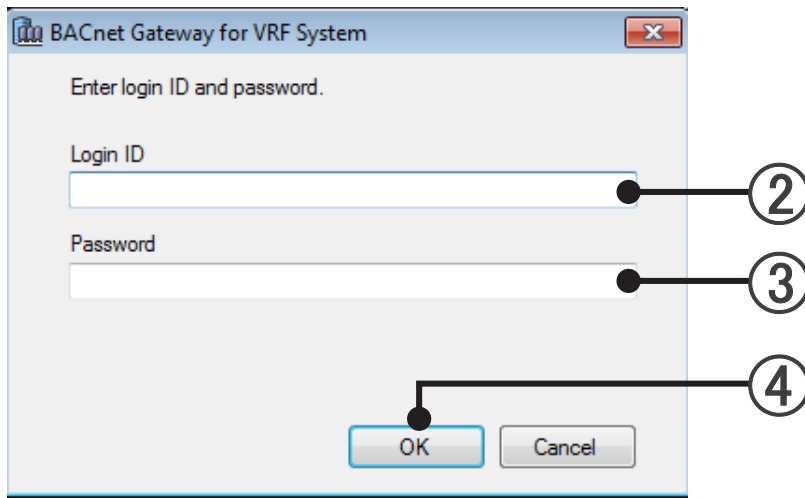 BACnet Gateway for VRF System
Enter login ID and password.
Login ID
②
Password
③
④
OK Cancel